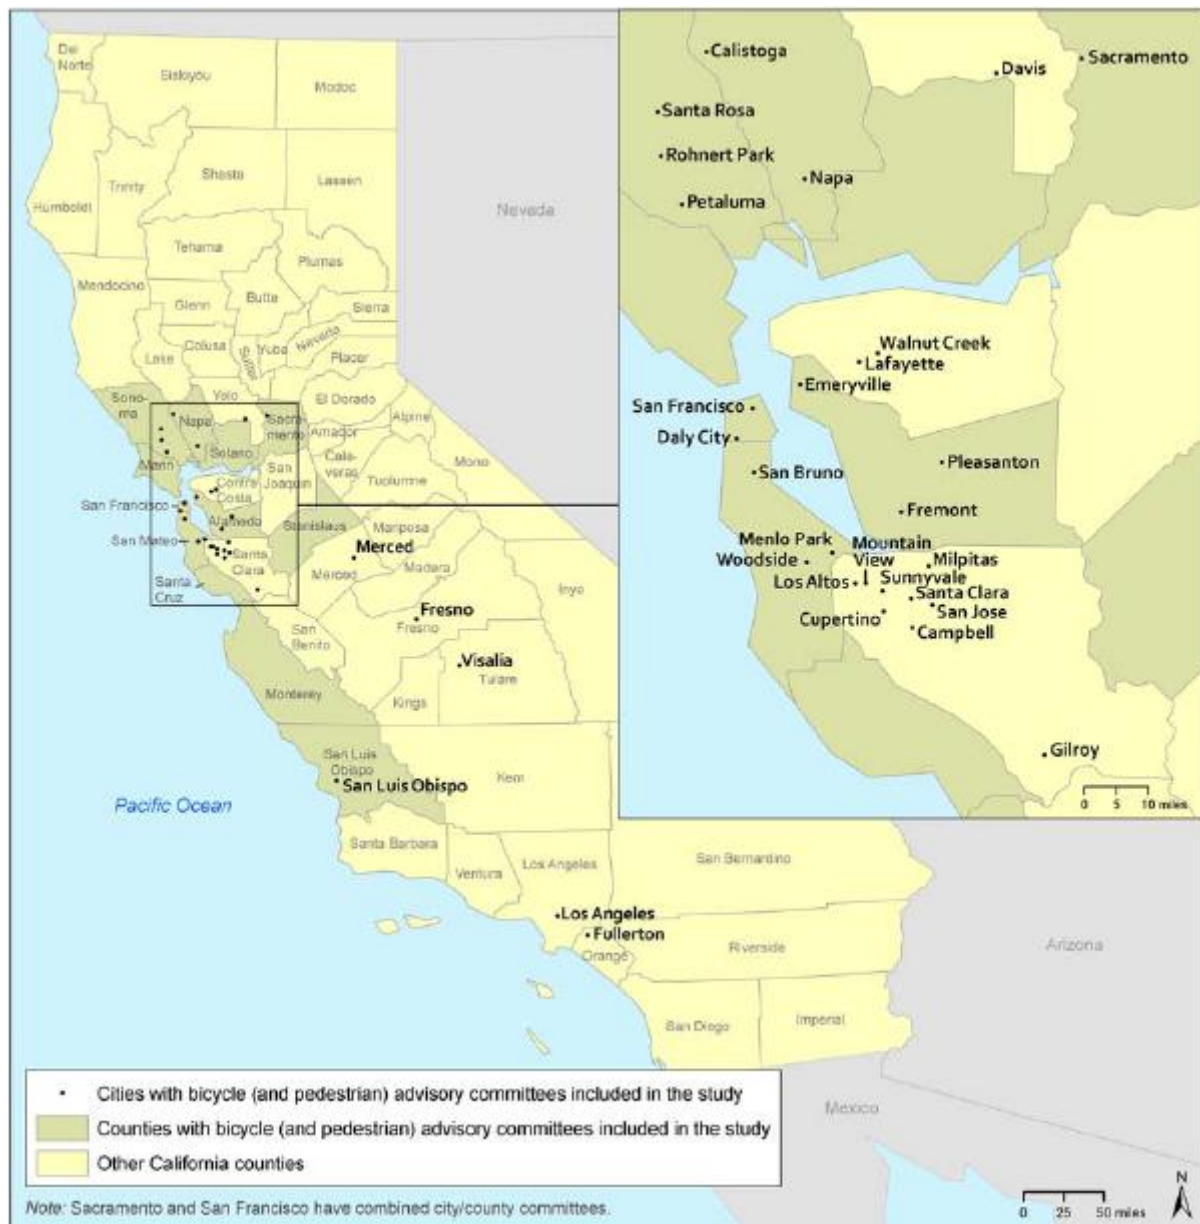 Del
Norte
Siskiyou
Modoc
Humboldt
Trinity
Shasta
Lassen
Nevada
Tehama
Plumas
Mendocino
Glenn
Butte
Sierra
Lake
Colusa
Sutter
Yuba
Nevada
Placer
Sono-
ma
Napa
Yolo
El Dorado
Alpine
Sacra-
mento
Amador
Solano
Marin
Cala-
veras
Mono
San
Joaquin
Tuolumne
Contra
Costa
San Francisco
Alameda
Stanislaus
Mariposa
San Mateo
Merced
Santa
Clara
Merced
Madera
Santa
Cruz
Inyo
Fresno
Fresno
San
Benito
Visalia
Tulare
Monterey
Kings
San Luis
Obispo
Kern
San Luis Obispo
Pacific Ocean
Santa Barbara
Ventura
Los Angeles
San Bernardino
Los Angeles
Fullerton
Orange
Riverside
Arizona
San Diego
Imperial
Mexico
Calistoga
Davis
Sacramento
Santa Rosa
Rohnert Park
Napa
Petaluma
Walnut Creek
Lafayette
Emeryville
San Francisco
Daly City
San Bruno
Pleasanton
Fremont
Menlo Park
Mountain
View
Woodside
Milpitas
Los Altos
Sunnyvale
Santa Clara
Cupertino
San Jose
Campbell
Gilroy
0 5 10 miles
Cities with bicycle (and pedestrian) advisory committees included in the study
Counties with bicycle (and pedestrian) advisory committees included in the study
Other California counties
Note: Sacramento and San Francisco have combined city/county committees.
N
0 25 50 miles